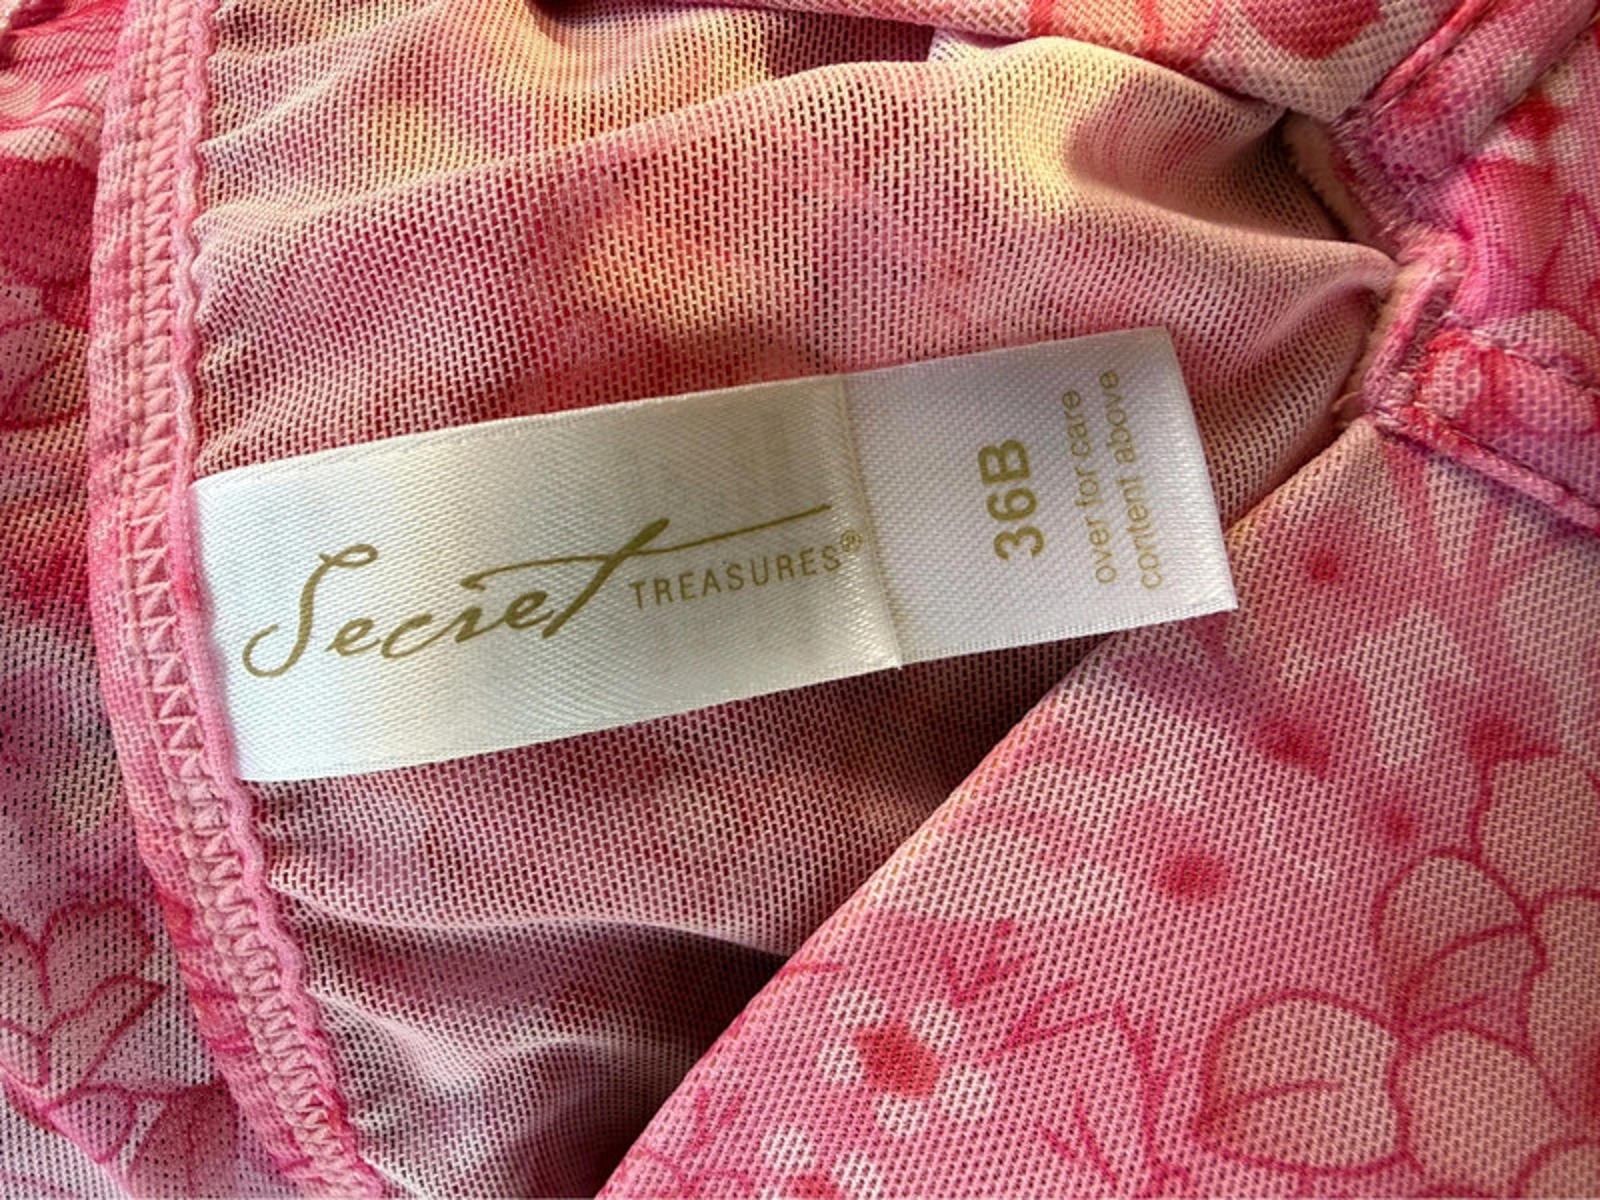 Secret TREASURES®
36B
over for care
content above